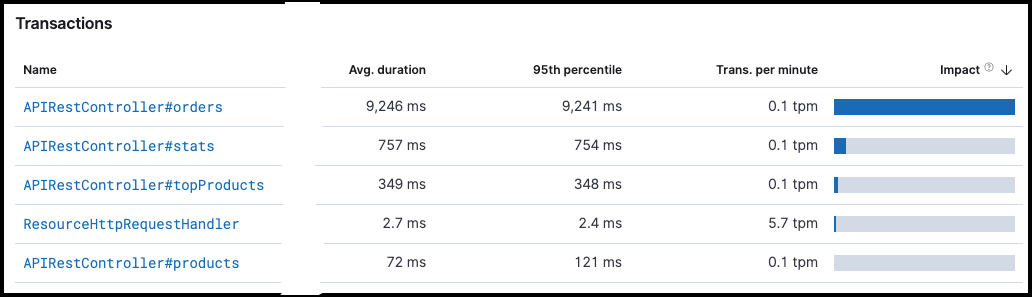 Transactions
Name Avg. duration 95th percentile Trans. per minute Impact
APIRestController#orders 9,246 ms 9,241 ms 0.1 tpm
APIRestController#stats 757 ms 754 ms 0.1 tpm
APIRestController#topProducts 349 ms 348 ms 0.1 tpm
ResourceHttpRequestHandler 2.7 ms 2.4 ms 5.7 tpm
APIRestController#products 72 ms 121 ms 0.1 tpm